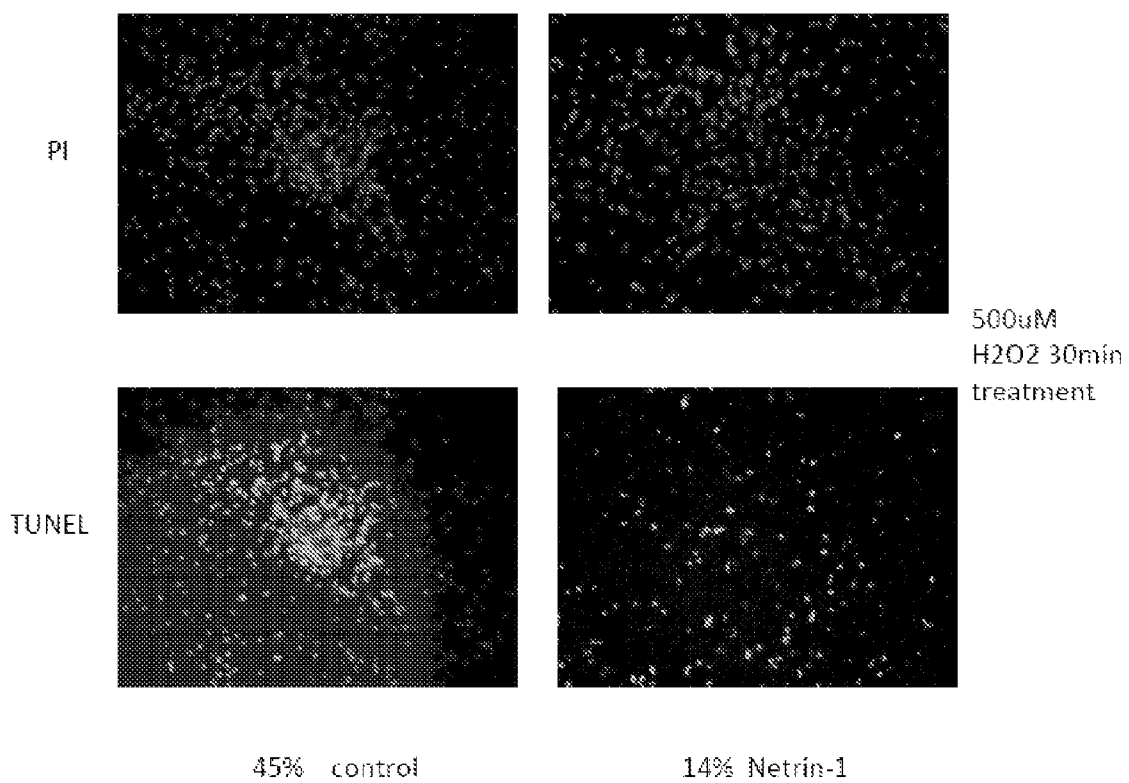 PI
500uM
H2O2 30min
treatment
TUNEL
45% control
14% Netrin-1